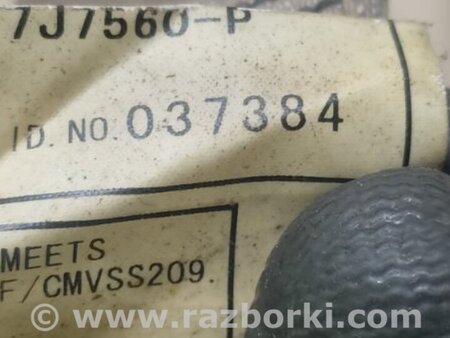 7J7560-P
ID. NO. 037384
MEETS
F/CMVSS209.
www.razborki.com